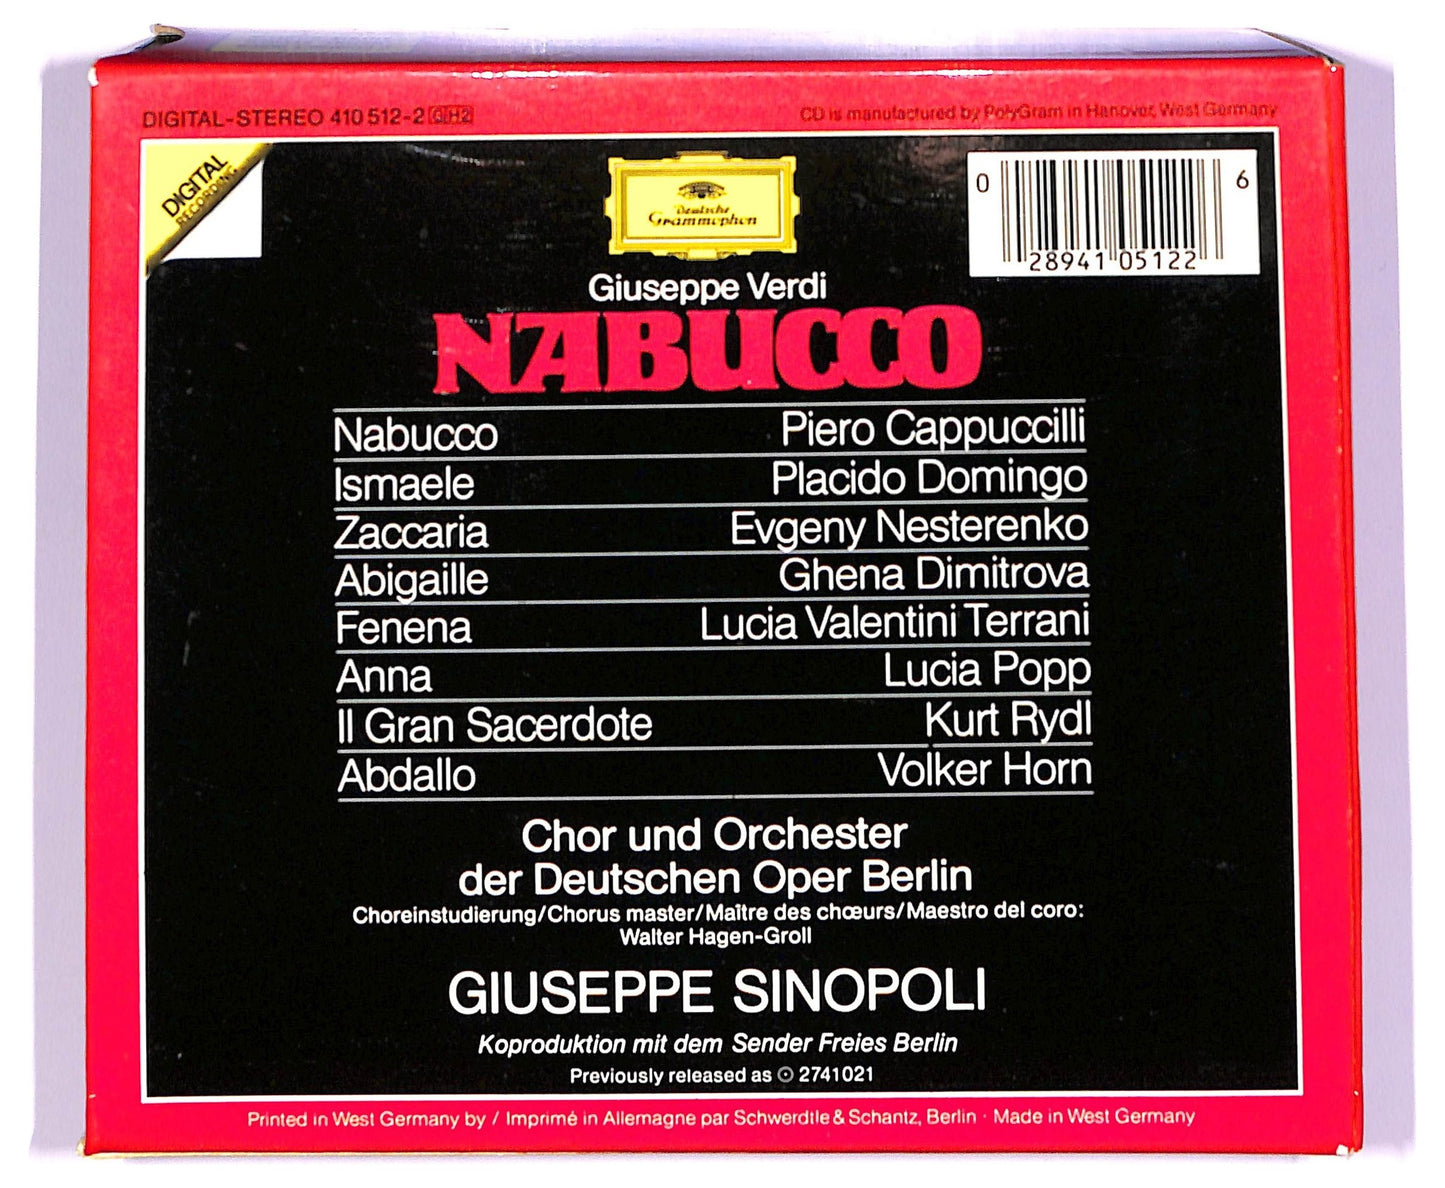 DIGITAL-STEREO 410 512-2 GH2
CD is manufactured by PolyGram in Hanover, West Germany
DIGITAL
RECORDING
Deutsche
Grammophon
0 28941 05122 6
Giuseppe Verdi
NABUCCO
Nabucco Piero Cappuccilli
Ismaele Placido Domingo
Zaccaria Evgeny Nesterenko
Abigaille Ghena Dimitrova
Fenena Lucia Valentini Terrani
Anna Lucia Popp
Il Gran Sacerdote Kurt Rydl
Abdallo Volker Horn
Chor und Orchester
der Deutschen Oper Berlin
Choreinstudierung/Chorus master/Maître des chœurs/Maestro del coro:
Walter Hagen-Groll
GIUSEPPE SINOPOLI
Koproduktion mit dem Sender Freies Berlin
Previously released as ⊙ 2741021
Printed in West Germany by / Imprimé in Allemagne par Schwerdtle & Schantz, Berlin · Made in West Germany